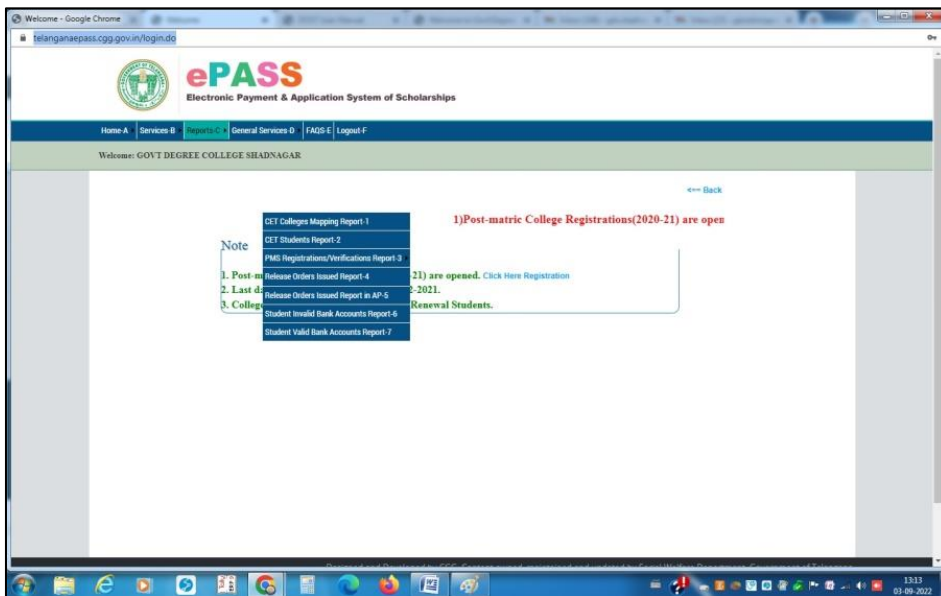 Welcome - Google Chrome
telanganaepass.cgg.gov.in/login.do
ePASS
Electronic Payment & Application System of Scholarships
Home-A Services-B Reports-C General Services-D FAQS-E Logout-F
Welcome: GOVT DEGREE COLLEGE SHADNAGAR
<== Back
1)Post-matric College Registrations(2020-21) are open
CET Colleges Mapping Report-1
CET Students Report-2
PMS Registrations/Verifications Report-3
Release Orders Issued Report-4
Release Orders Issued Report in AP-5
Student Invalid Bank Accounts Report-6
Student Valid Bank Accounts Report-7
Note
1. Post-m -21) are opened. Click Here Registration
2. Last da 2-2021.
3. College Renewal Students.
13:13
03-09-2022